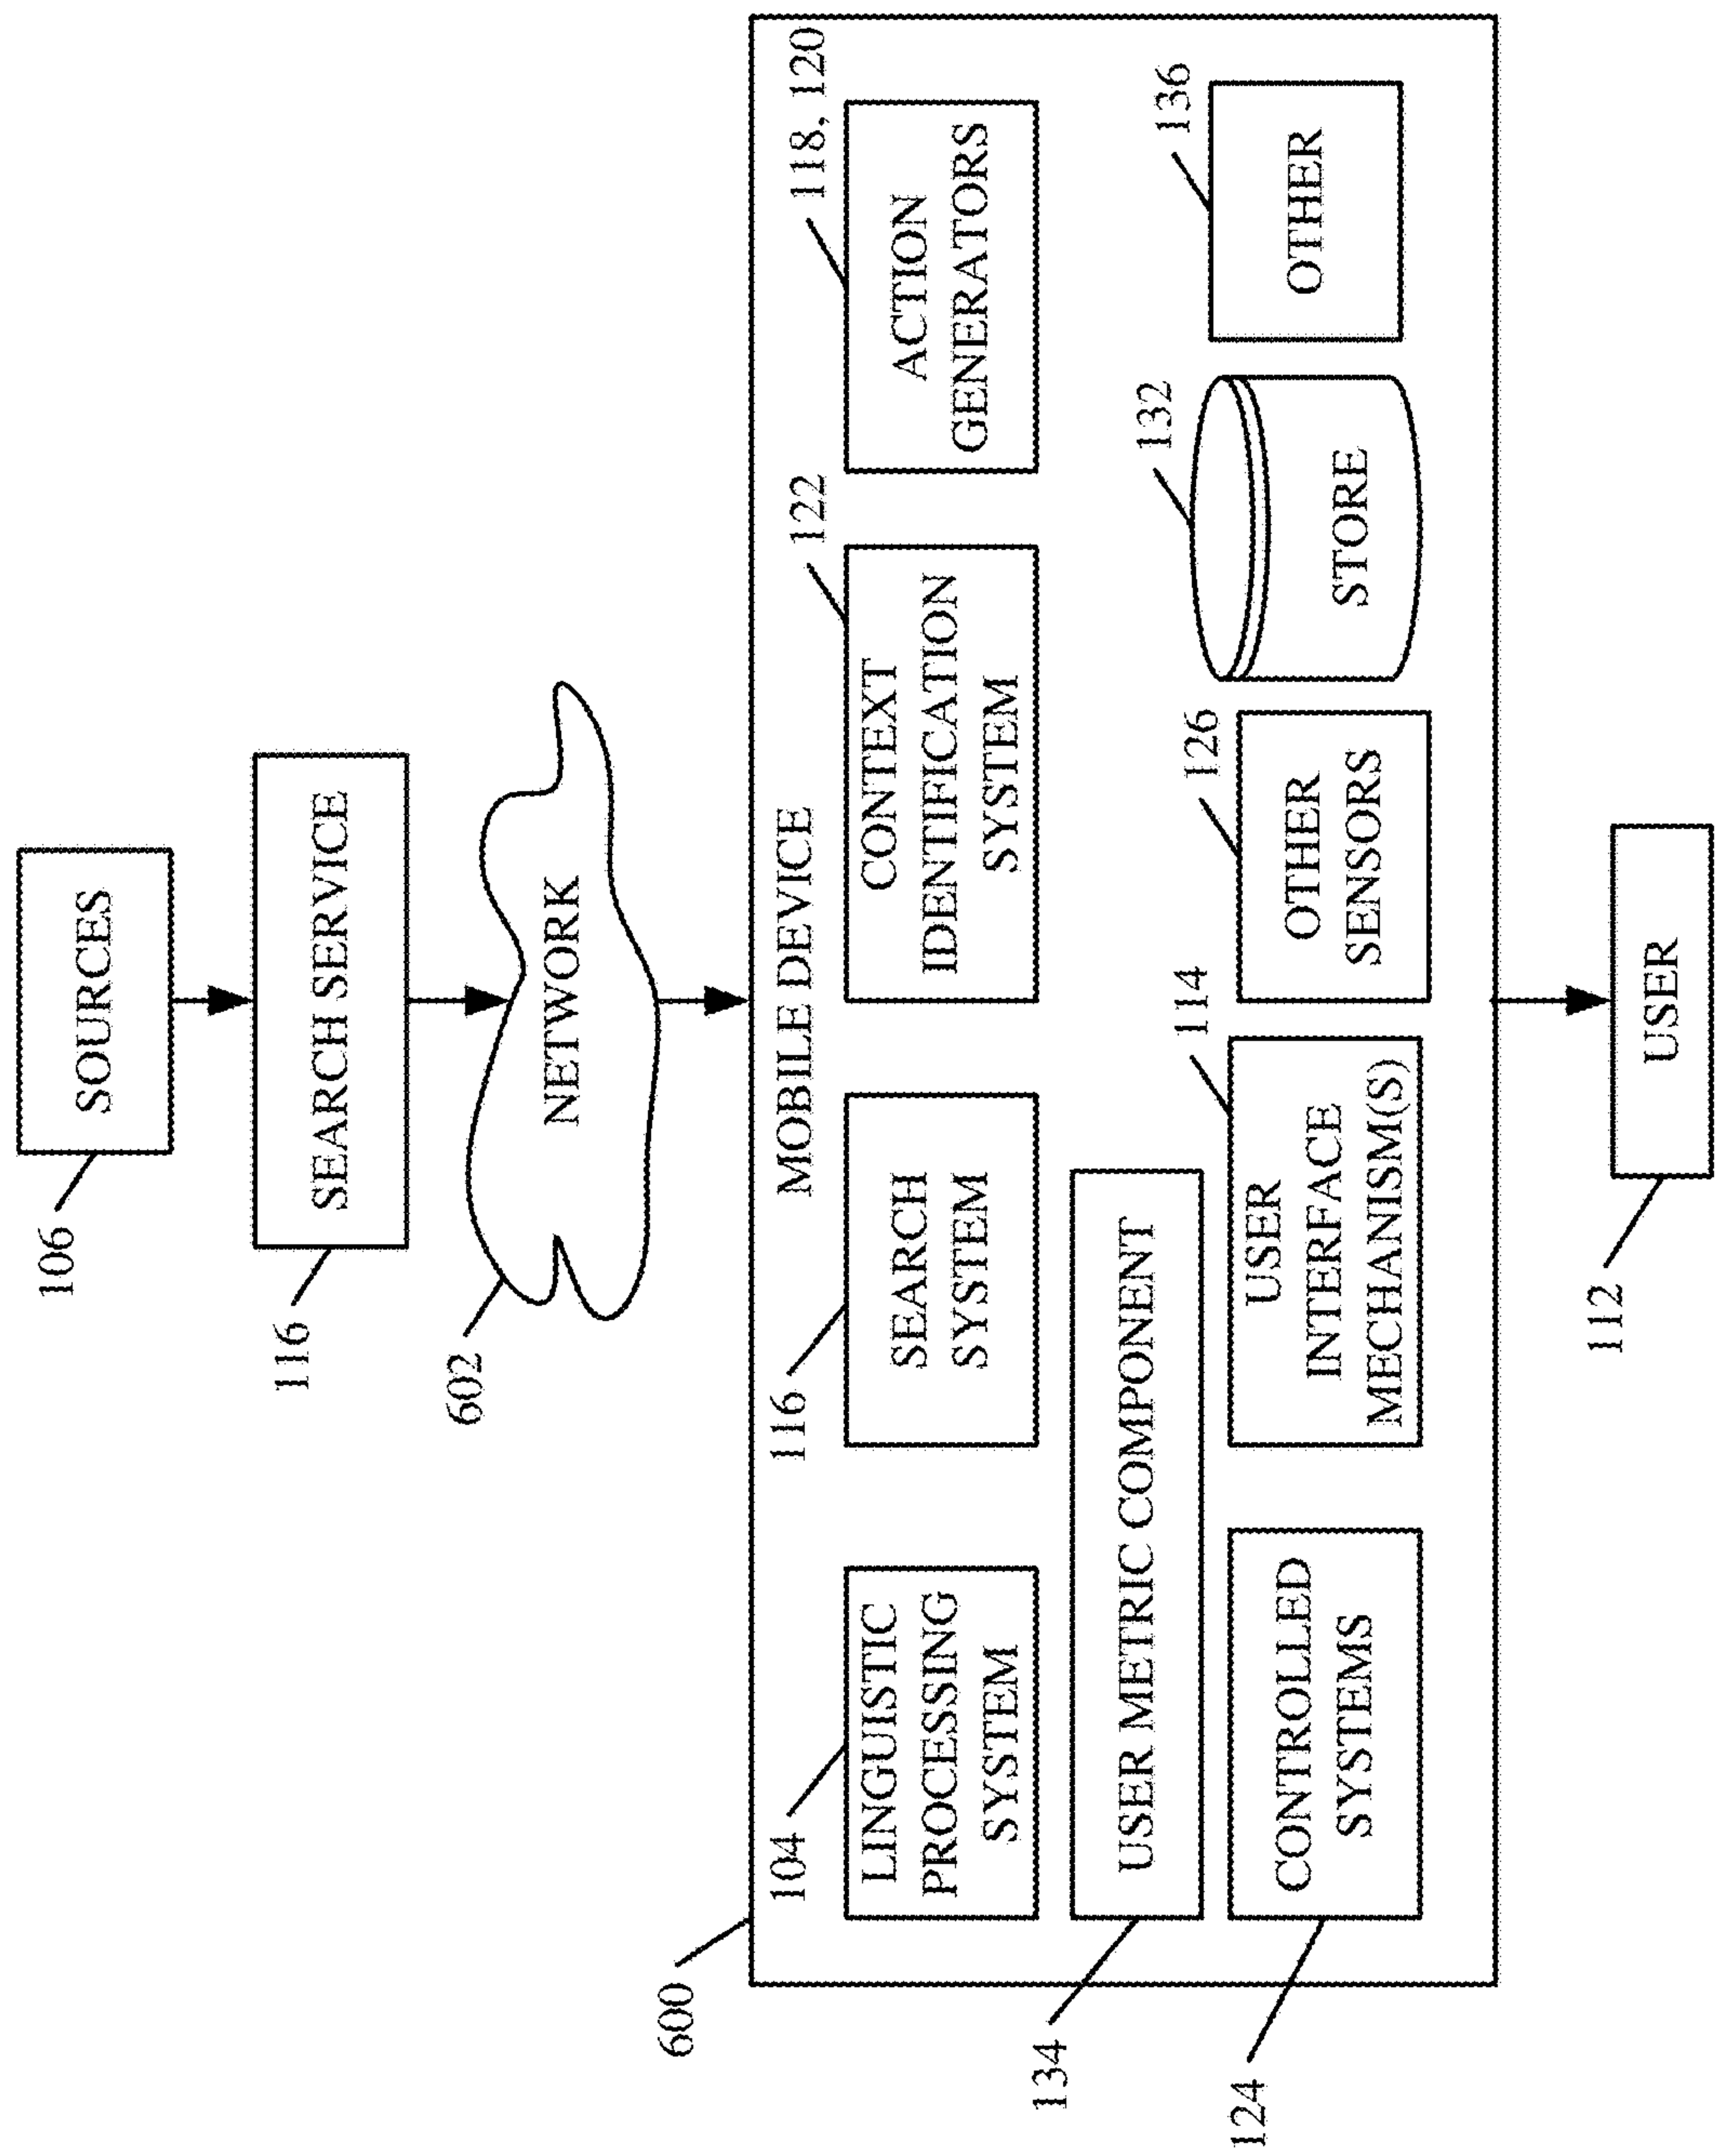 106
SOURCES
116
SEARCH SERVICE
602
NETWORK
600
MOBILE DEVICE
104
LINGUISTIC
PROCESSING
SYSTEM
116
SEARCH
SYSTEM
122
CONTEXT
IDENTIFICATION
SYSTEM
118, 120
ACTION
GENERATORS
134
USER METRIC COMPONENT
124
CONTROLLED
SYSTEMS
114
USER
INTERFACE
MECHANISM(S)
126
OTHER
SENSORS
132
STORE
136
OTHER
112
USER